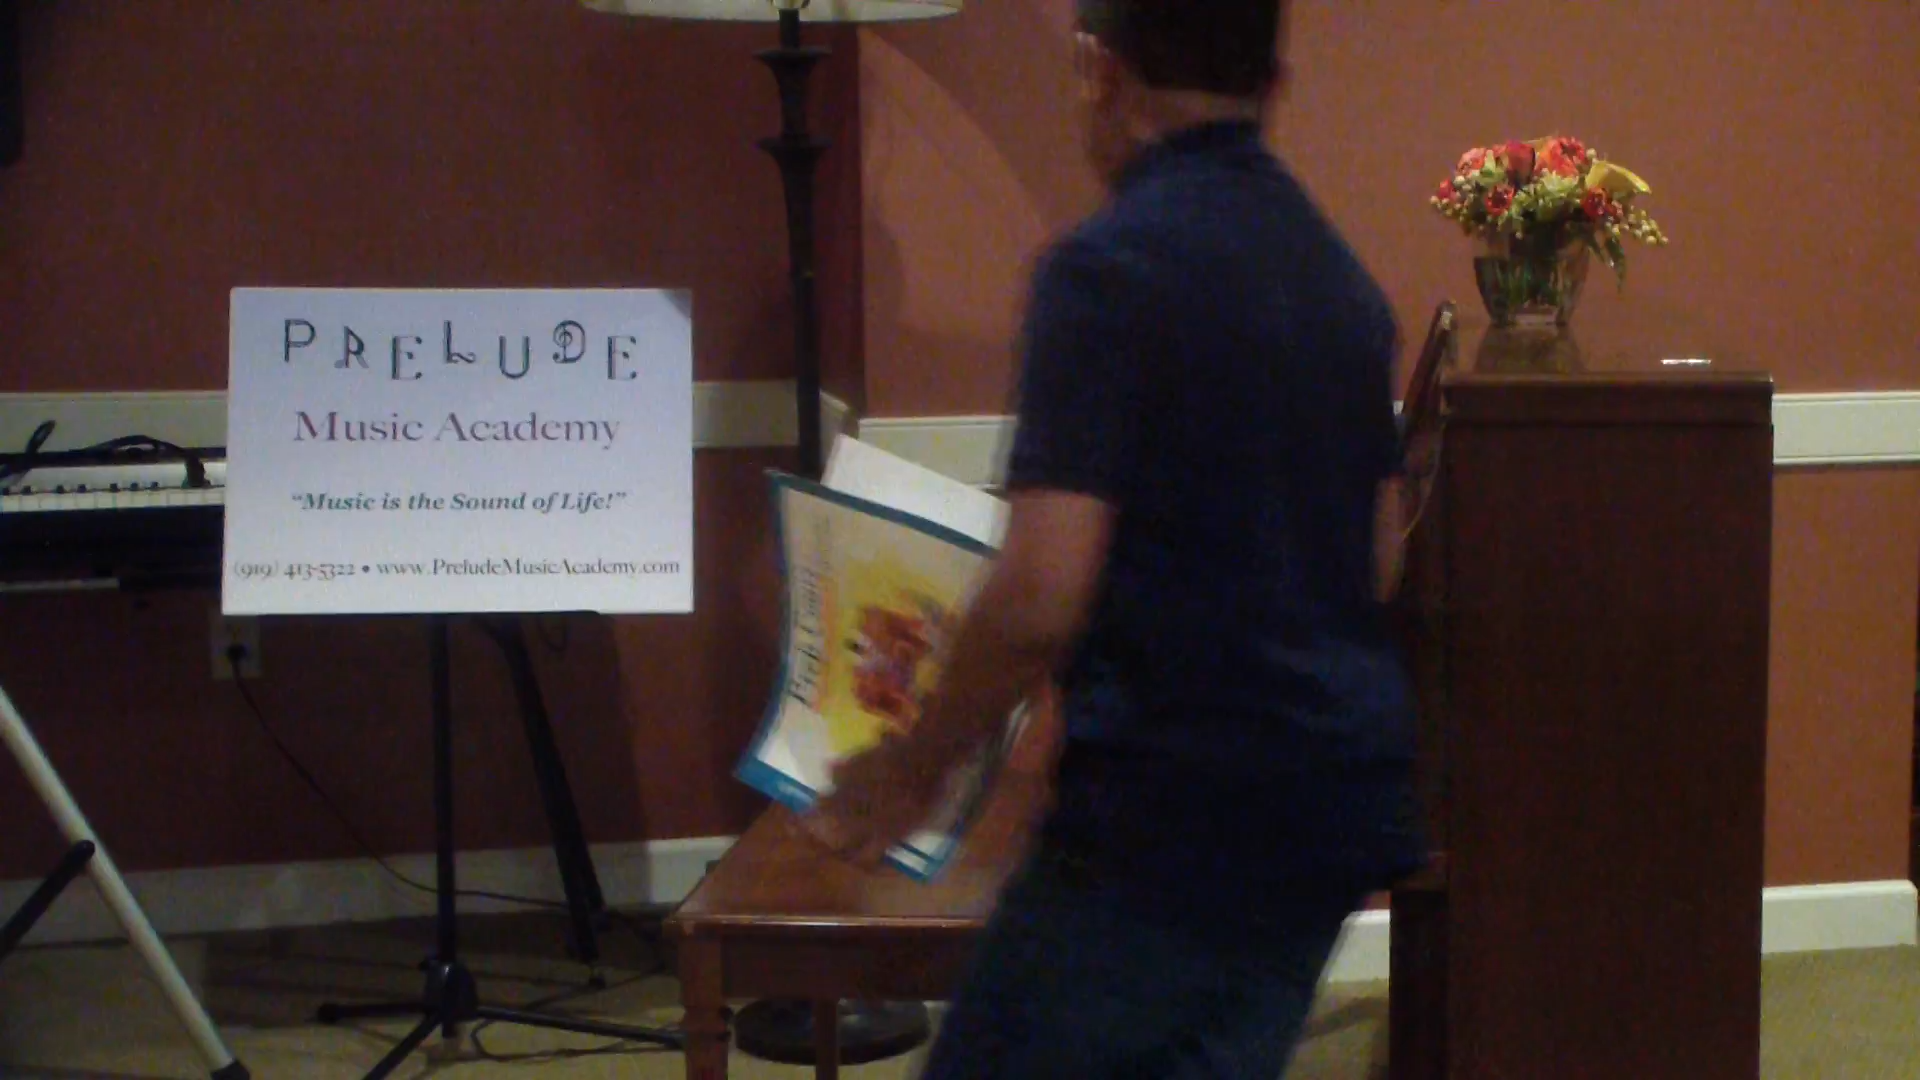 PRELUDE
Music Academy
“Music is the Sound of Life!”
(919) 413-5322 • www.PreludeMusicAcademy.com